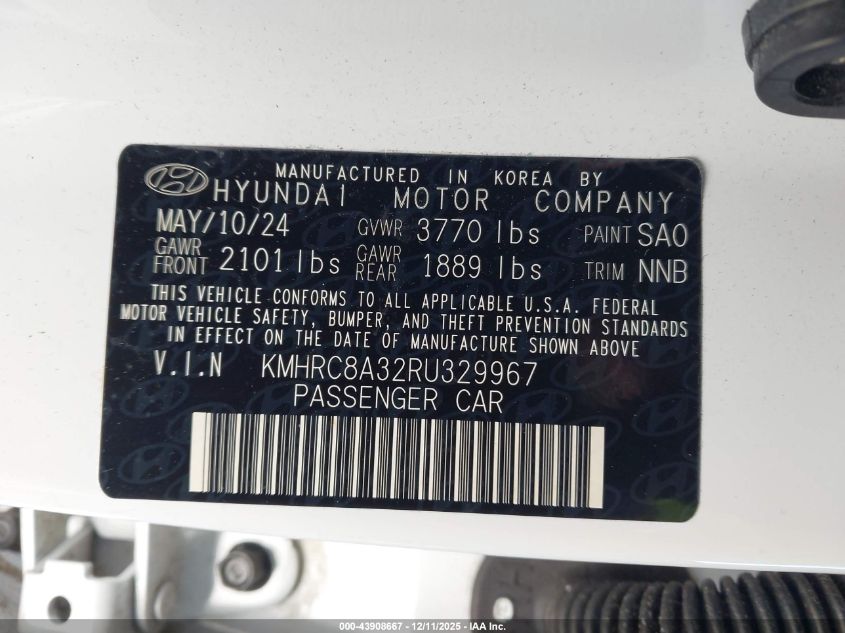 MANUFACTURED IN KOREA BY
HYUNDAI MOTOR COMPANY
MAY/10/24 GVWR 3770 lbs PAINT SAO
GAWR FRONT 2101 lbs GAWR REAR 1889 lbs TRIM NNB
THIS VEHICLE CONFORMS TO ALL APPLICABLE U.S.A. FEDERAL
MOTOR VEHICLE SAFETY, BUMPER, AND THEFT PREVENTION STANDARDS
IN EFFECT ON THE DATE OF MANUFACTURE SHOWN ABOVE
V.I.N KMHRC8A32RU329967
PASSENGER CAR
000-43908667 - 12/11/2025 - IAA Inc.